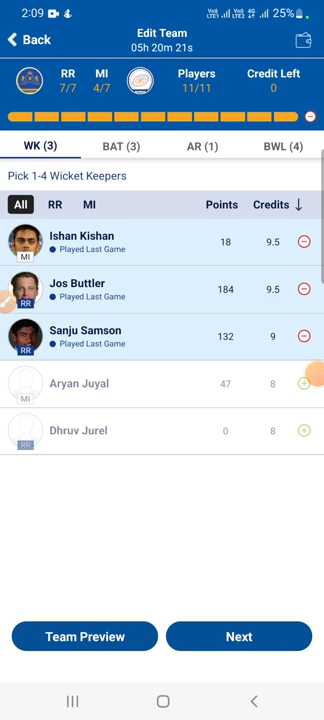 2:09 25%
Edit Team
Back
05h 20m 21s
RR MI Players Credit Left
7/7 4/7 11/11 0
WK (3) BAT (3) AR (1) BWL (4)
Pick 1-4 Wicket Keepers
All RR MI Points Credits ↓
Ishan Kishan
Played Last Game
18 9.5
MI
Jos Buttler
Played Last Game
184 9.5
RR
Sanju Samson
Played Last Game
132 9
RR
Aryan Juyal 47 8
MI
Dhruv Jurel 0 8
RR
Team Preview Next